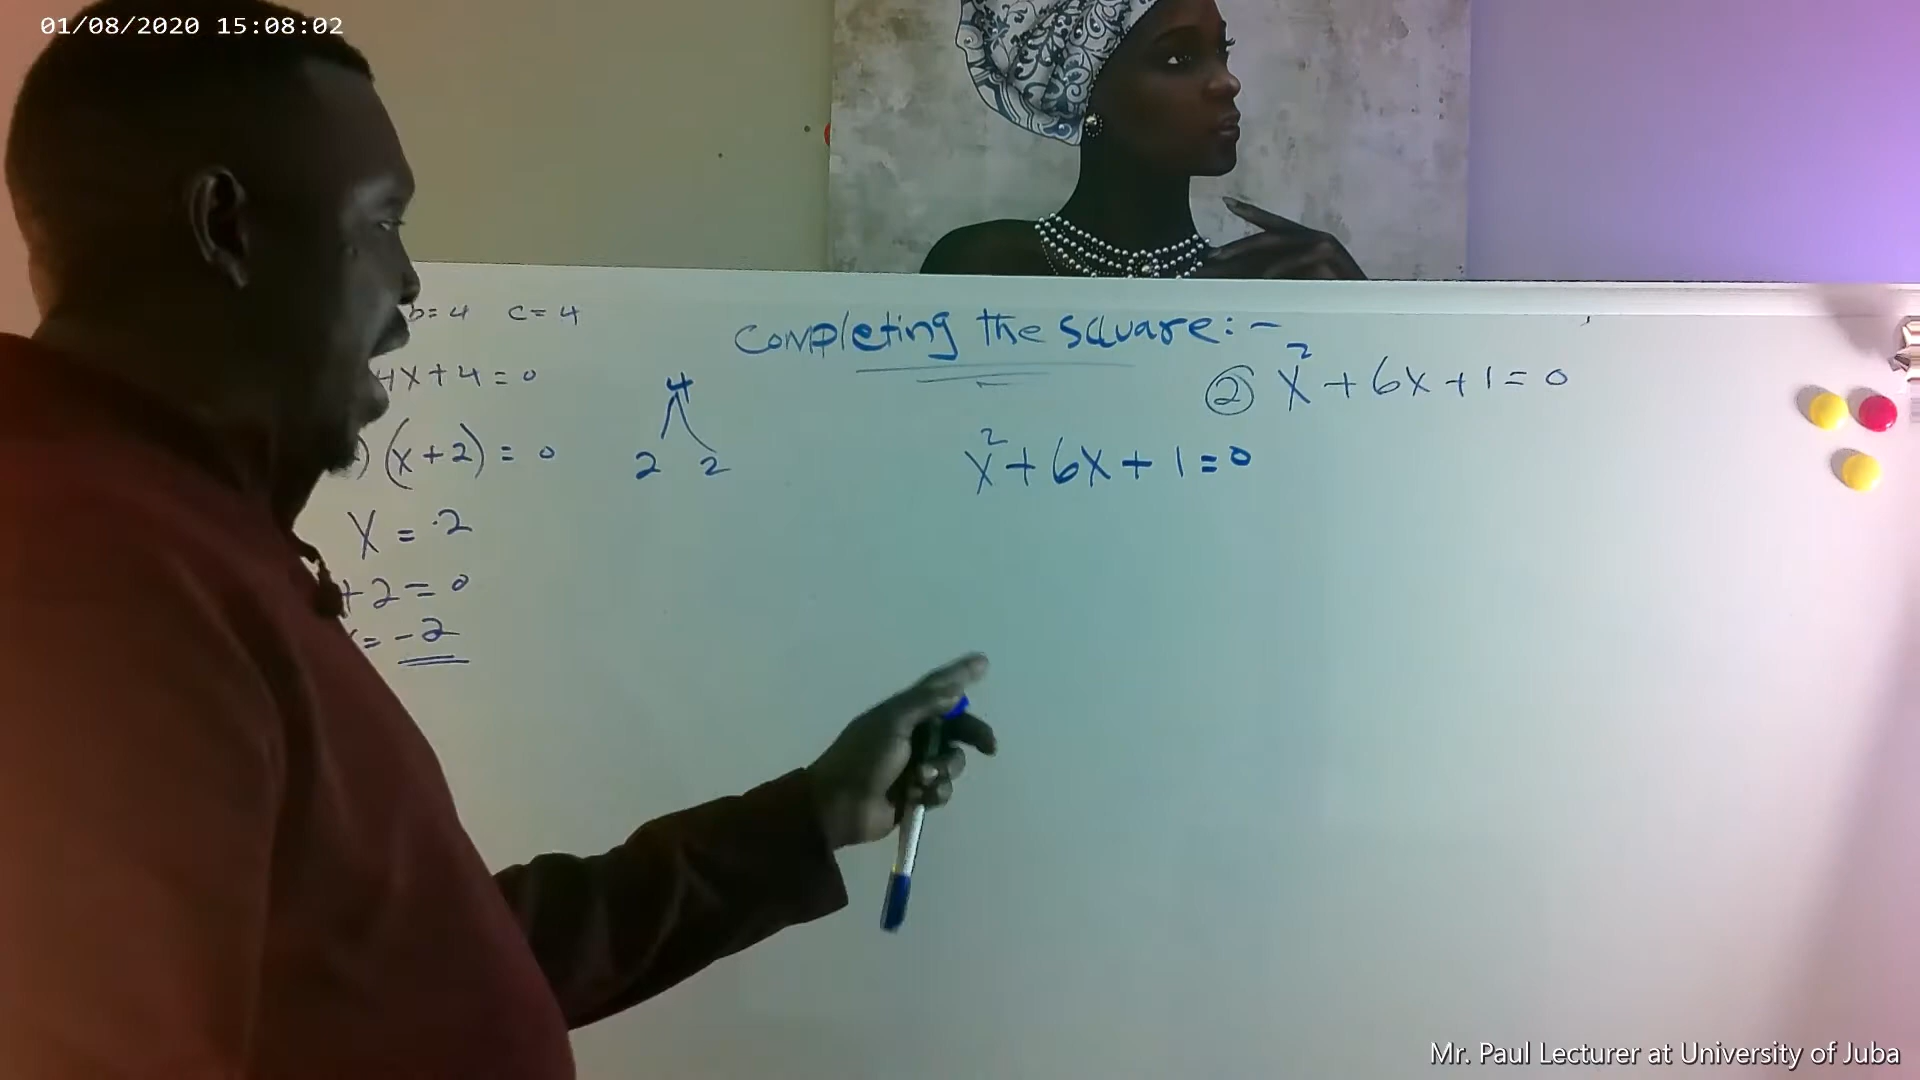 01/08/2020 15:08:02
b=4 c=4
4x+4=0
) (x+2) = 0
x = -2
+2=0
x= -2
4
2 2
Completing the square:-
② x² + 6x + 1 = 0
x² + 6x + 1 = 0
Mr. Paul Lecturer at University of Juba